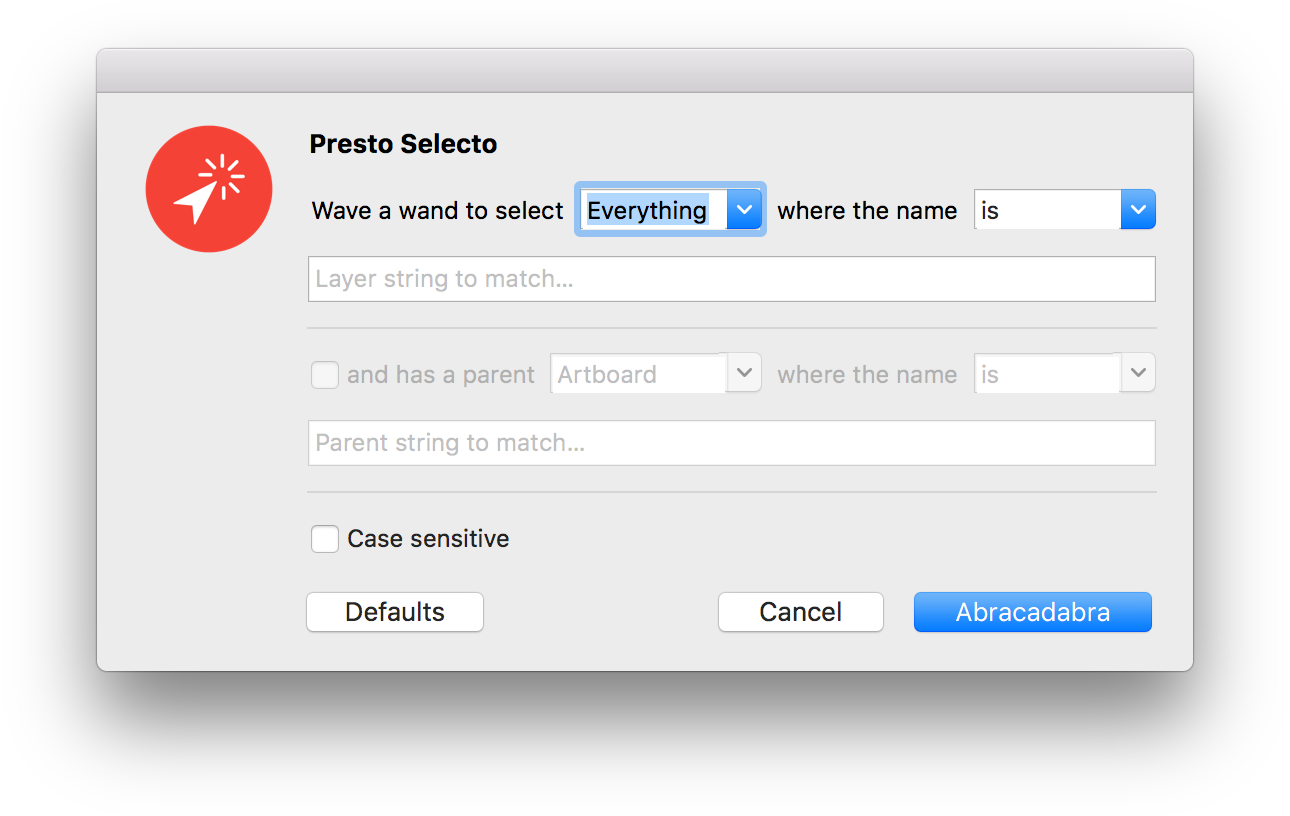 Presto Selecto
Wave a wand to select Everything where the name is
Layer string to match...
and has a parent Artboard where the name is
Parent string to match...
Case sensitive
Defaults Cancel Abracadabra